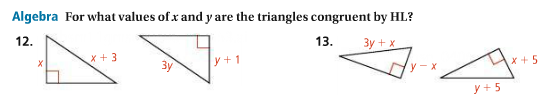 Algebra For what values of x and y are the triangles congruent by HL?
12. x x + 3 3y y + 1
13. 3y + x y − x x + 5 y + 5